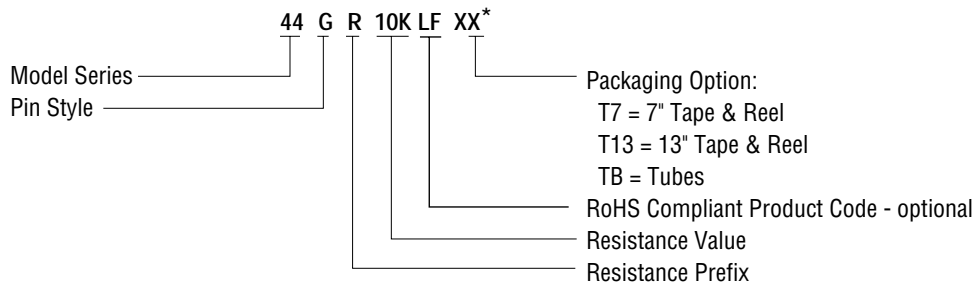 44 G R 10K LF XX*
Model Series
Pin Style
Packaging Option:
T7 = 7" Tape & Reel
T13 = 13" Tape & Reel
TB = Tubes
RoHS Compliant Product Code - optional
Resistance Value
Resistance Prefix